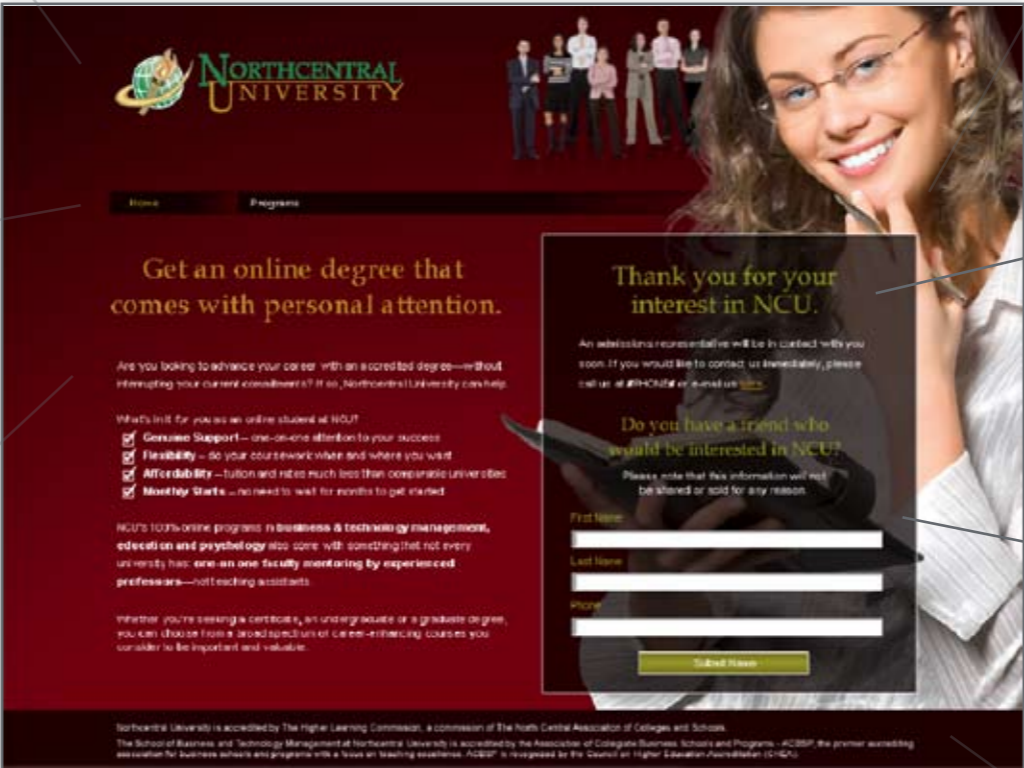 NORTHCENTRAL
UNIVERSITY
Home
Programs
Get an online degree that
comes with personal attention.
Are you looking to advance your career with an accredited degree—without
interrupting your current commitments? If so, Northcentral University can help.
What's in it for you as an online student at NCU?
Genuine Support – one-on-one attention to your success
Flexibility – do your coursework when and where you want
Affordability – tuition and rates much less than comparable universities
Monthly Starts – no need to wait for months to get started
NCU's 100% online programs in business & technology management,
education and psychology also come with something that not every
university has: one-on one faculty mentoring by experienced
professors—not teaching assistants.
Whether you're seeking a certificate, an undergraduate or a graduate degree,
you can choose from a broad spectrum of career-enhancing courses you
consider to be important and valuable.
Thank you for your
interest in NCU.
An admissions representative will be in contact with you
soon. If you would like to contact us immediately, please
call us at #PHONE# or e-mail us here.
Do you have a friend who
would be interested in NCU?
Please note that this information will not
be shared or sold for any reason.
First Name
Last Name
Phone
Submit Name
Northcentral University is accredited by The Higher Learning Commission, a commission of The North Central Association of Colleges and Schools.
The School of Business and Technology Management at Northcentral University is accredited by the Association of Collegiate Business Schools and Programs - ACBSP, the premier accrediting
association for business schools and programs with a focus on teaching excellence. ACBSP is recognized by the Council on Higher Education Accreditation (CHEA).